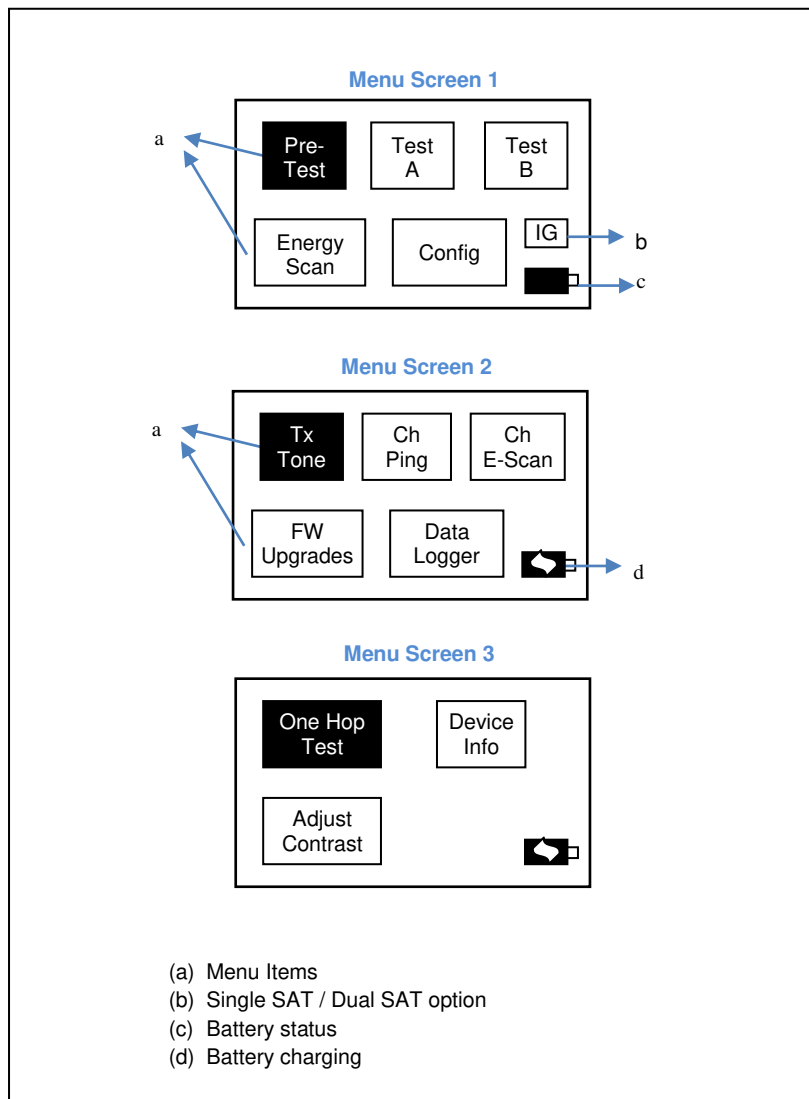 Menu Screen 1
a
Pre-
Test
Test
A
Test
B
Energy
Scan
Config
IG
b
c
Menu Screen 2
a
Tx
Tone
Ch
Ping
Ch
E-Scan
FW
Upgrades
Data
Logger
d
Menu Screen 3
One Hop
Test
Device
Info
Adjust
Contrast
(a) Menu Items
(b) Single SAT / Dual SAT option
(c) Battery status
(d) Battery charging